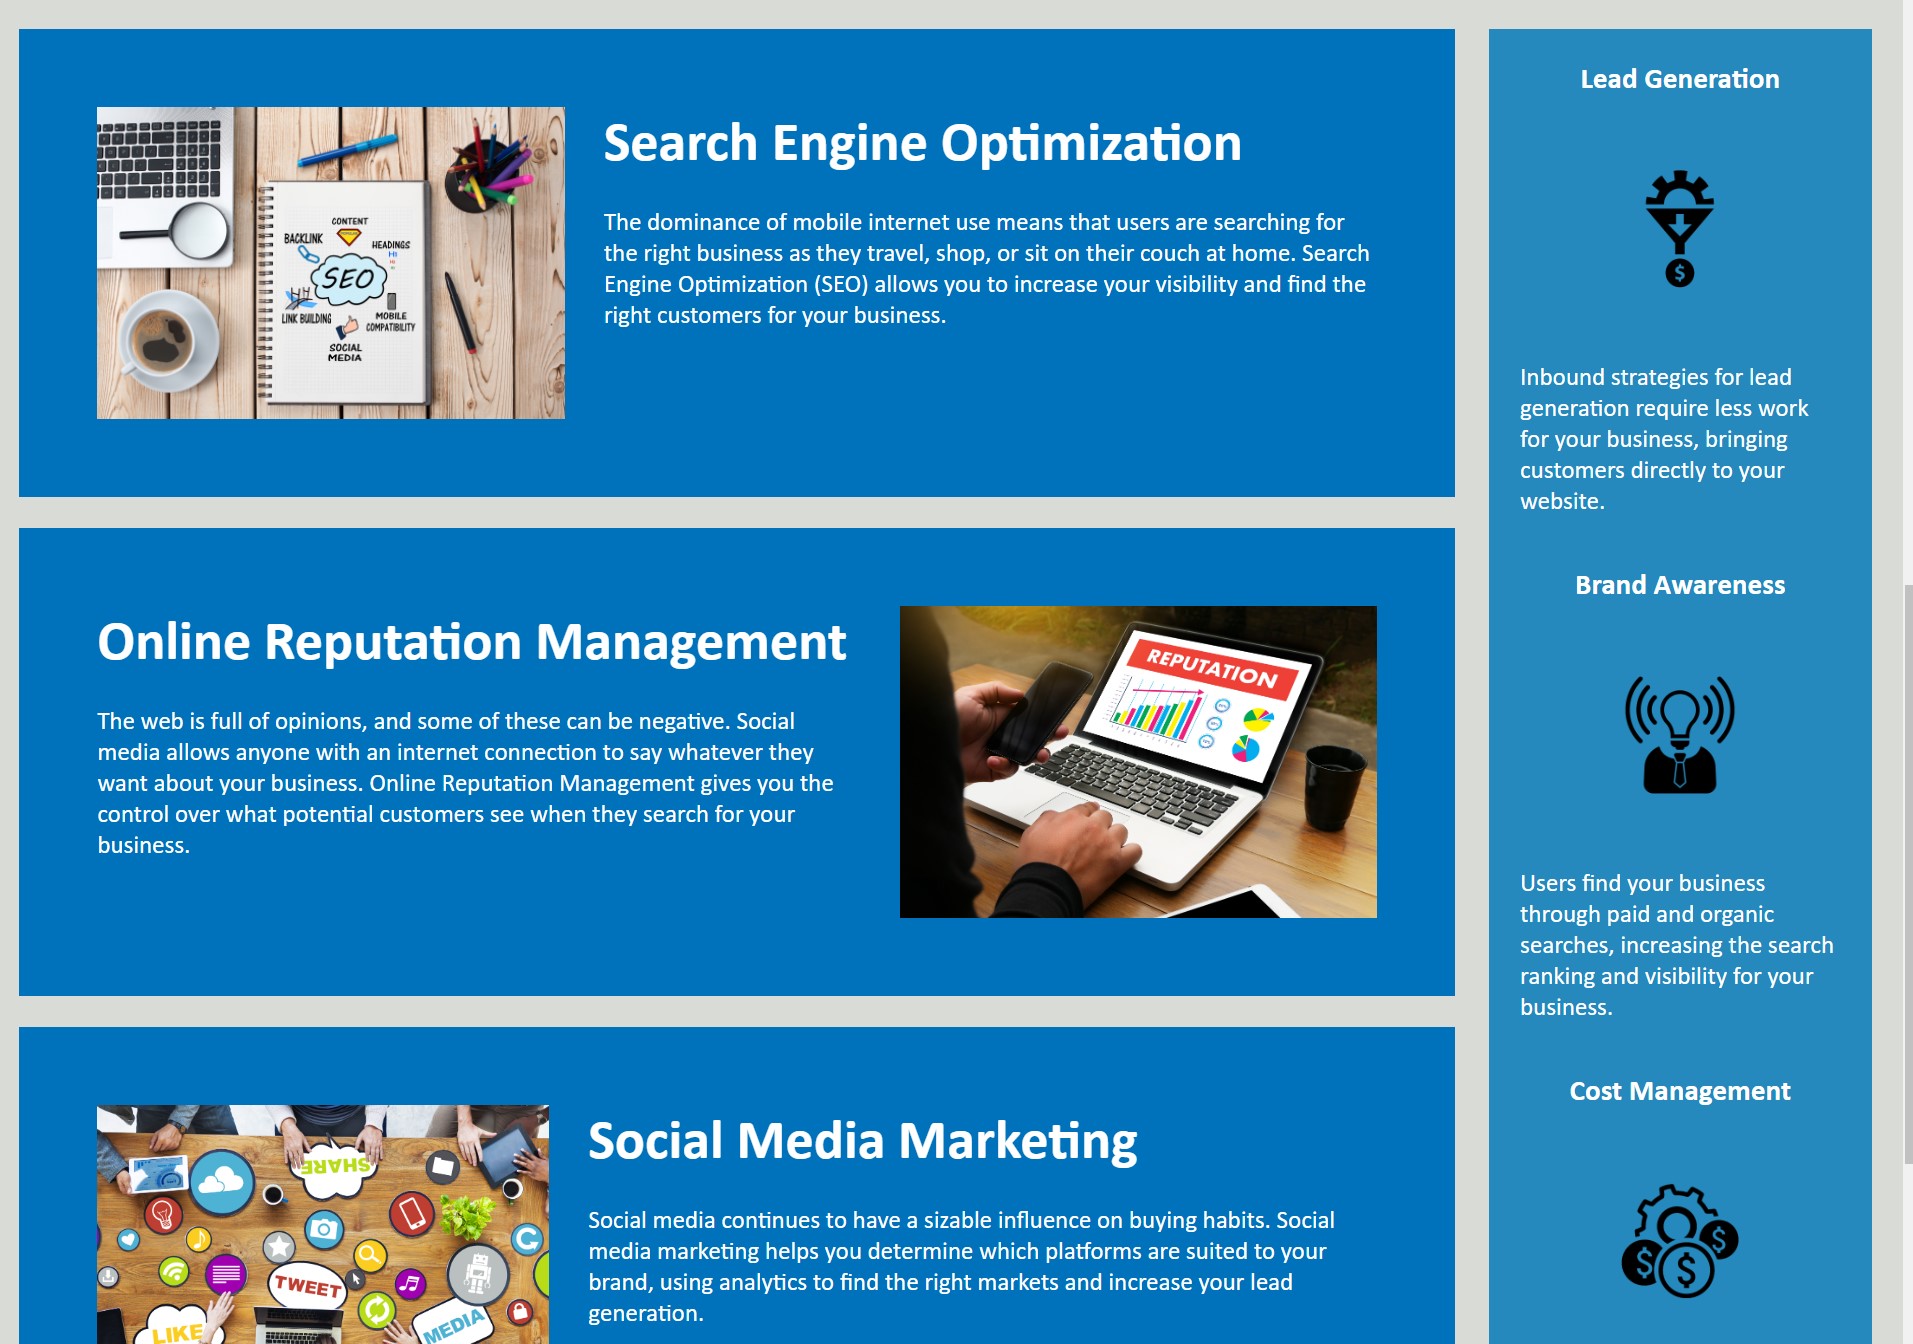 CONTENT
BACKLINK
HEADINGS
H1
SEO
LINK BUILDING
MOBILE
COMPATIBILITY
SOCIAL
MEDIA
Search Engine Optimization
The dominance of mobile internet use means that users are searching for
the right business as they travel, shop, or sit on their couch at home. Search
Engine Optimization (SEO) allows you to increase your visibility and find the
right customers for your business.
Online Reputation Management
The web is full of opinions, and some of these can be negative. Social
media allows anyone with an internet connection to say whatever they
want about your business. Online Reputation Management gives you the
control over what potential customers see when they search for your
business.
REPUTATION
SHARE
TWEET
LIKE
MEDIA
Social Media Marketing
Social media continues to have a sizable influence on buying habits. Social
media marketing helps you determine which platforms are suited to your
brand, using analytics to find the right markets and increase your lead
generation.
Lead Generation
$
Inbound strategies for lead
generation require less work
for your business, bringing
customers directly to your
website.
Brand Awareness
Users find your business
through paid and organic
searches, increasing the search
ranking and visibility for your
business.
Cost Management
$ $ $